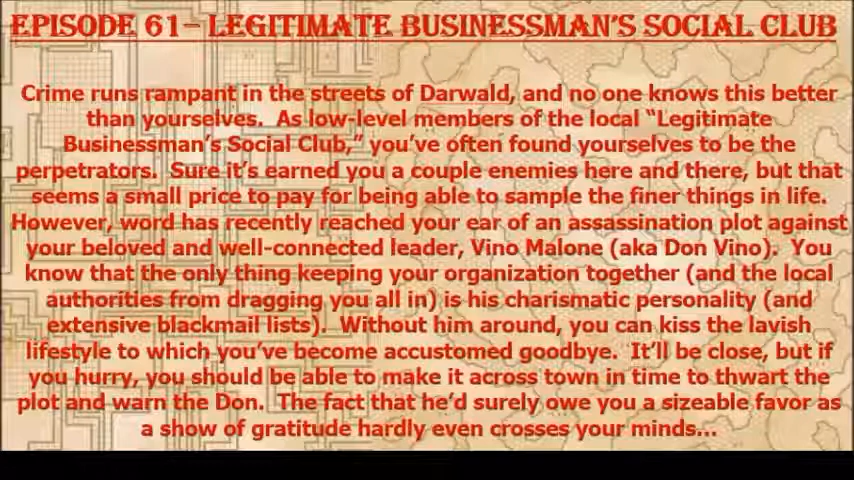 EPISODE 61– LEGITIMATE BUSINESSMAN'S SOCIAL CLUB
Crime runs rampant in the streets of Darwald, and no one knows this better
than yourselves.  As low-level members of the local “Legitimate
Businessman's Social Club,” you've often found yourselves to be the
perpetrators.  Sure it's earned you a couple enemies here and there, but that
seems a small price to pay for being able to sample the finer things in life.
However, word has recently reached your ear of an assassination plot against
your beloved and well-connected leader, Vino Malone (aka Don Vino).  You
know that the only thing keeping your organization together (and the local
authorities from dragging you all in) is his charismatic personality (and
extensive blackmail lists).  Without him around, you can kiss the lavish
lifestyle to which you've become accustomed goodbye.  It'll be close, but if
you hurry, you should be able to make it across town in time to thwart the
plot and warn the Don.  The fact that he'd surely owe you a sizeable favor as
a show of gratitude hardly even crosses your minds...